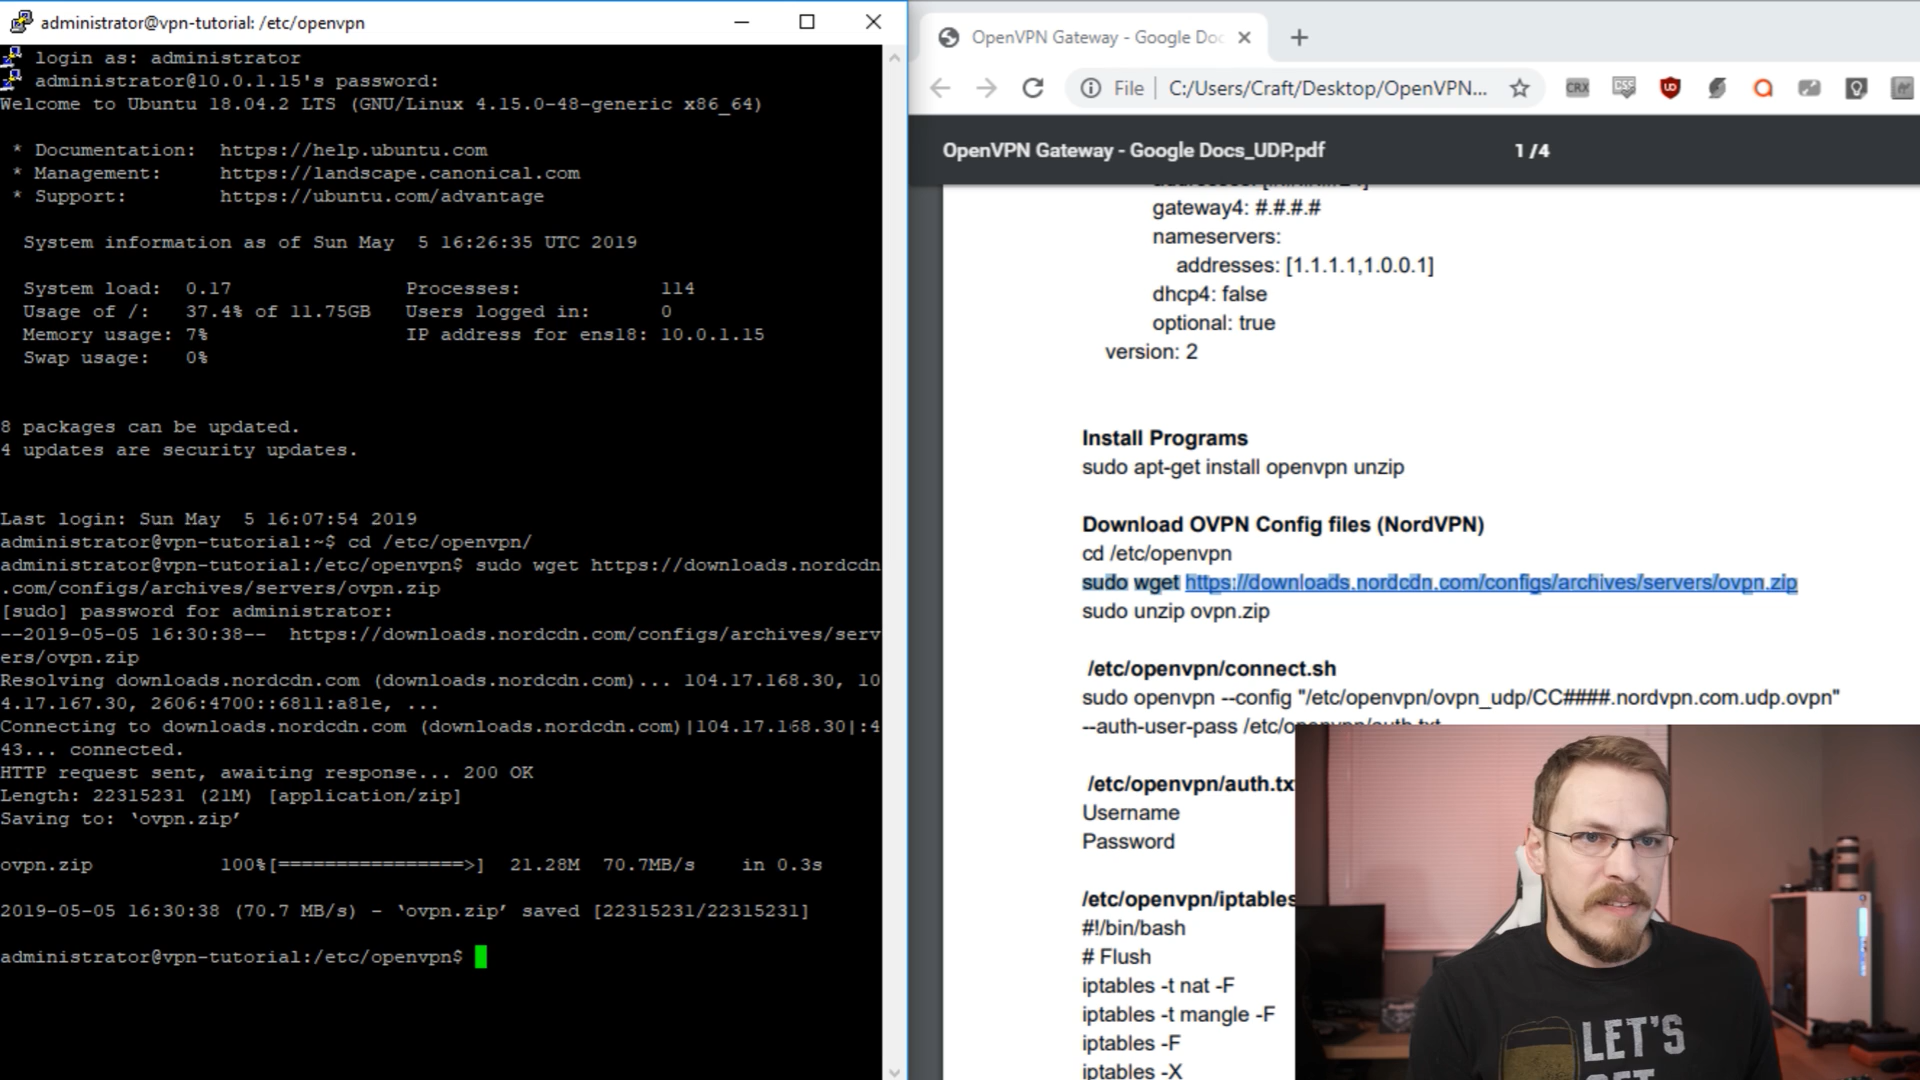 administrator@vpn-tutorial: /etc/openvpn
login as: administrator
administrator@10.0.1.15's password:
Welcome to Ubuntu 18.04.2 LTS (GNU/Linux 4.15.0-48-generic x86_64)
* Documentation: https://help.ubuntu.com
* Management: https://landscape.canonical.com
* Support: https://ubuntu.com/advantage
System information as of Sun May 5 16:26:35 UTC 2019
System load: 0.17 Processes: 114
Usage of /: 37.4% of 11.75GB Users logged in: 0
Memory usage: 7% IP address for ens18: 10.0.1.15
Swap usage: 0%
8 packages can be updated.
4 updates are security updates.
Last login: Sun May 5 16:07:54 2019
administrator@vpn-tutorial:~$ cd /etc/openvpn/
administrator@vpn-tutorial:/etc/openvpn$ sudo wget https://downloads.nordcdn
.com/configs/archives/servers/ovpn.zip
[sudo] password for administrator:
--2019-05-05 16:30:38-- https://downloads.nordcdn.com/configs/archives/serv
ers/ovpn.zip
Resolving downloads.nordcdn.com (downloads.nordcdn.com)... 104.17.168.30, 10
4.17.167.30, 2606:4700::6811:a81e, ...
Connecting to downloads.nordcdn.com (downloads.nordcdn.com)|104.17.168.30|:4
43... connected.
HTTP request sent, awaiting response... 200 OK
Length: 22315231 (21M) [application/zip]
Saving to: ‘ovpn.zip’
ovpn.zip 100%[================>] 21.28M 70.7MB/s in 0.3s
2019-05-05 16:30:38 (70.7 MB/s) - ‘ovpn.zip’ saved [22315231/22315231]
administrator@vpn-tutorial:/etc/openvpn$
OpenVPN Gateway - Google Doc
File | C:/Users/Craft/Desktop/OpenVPN...
CRX
CSS
UD
OpenVPN Gateway - Google Docs_UDP.pdf
1 / 4
gateway4: #.#.#.#
nameservers:
addresses: [1.1.1.1,1.0.0.1]
dhcp4: false
optional: true
version: 2
Install Programs
sudo apt-get install openvpn unzip
Download OVPN Config files (NordVPN)
cd /etc/openvpn
sudo wget https://downloads.nordcdn.com/configs/archives/servers/ovpn.zip
sudo unzip ovpn.zip
/etc/openvpn/connect.sh
sudo openvpn --config "/etc/openvpn/ovpn_udp/CC####.nordvpn.com.udp.ovpn"
--auth-user-pass /etc/openvpn/auth.txt
/etc/openvpn/auth.tx
Username
Password
/etc/openvpn/iptables
#!/bin/bash
# Flush
iptables -t nat -F
iptables -t mangle -F
iptables -F
iptables -X
LET'S
GET